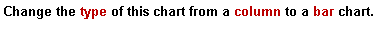 Change the type of this chart from a column to a bar chart.